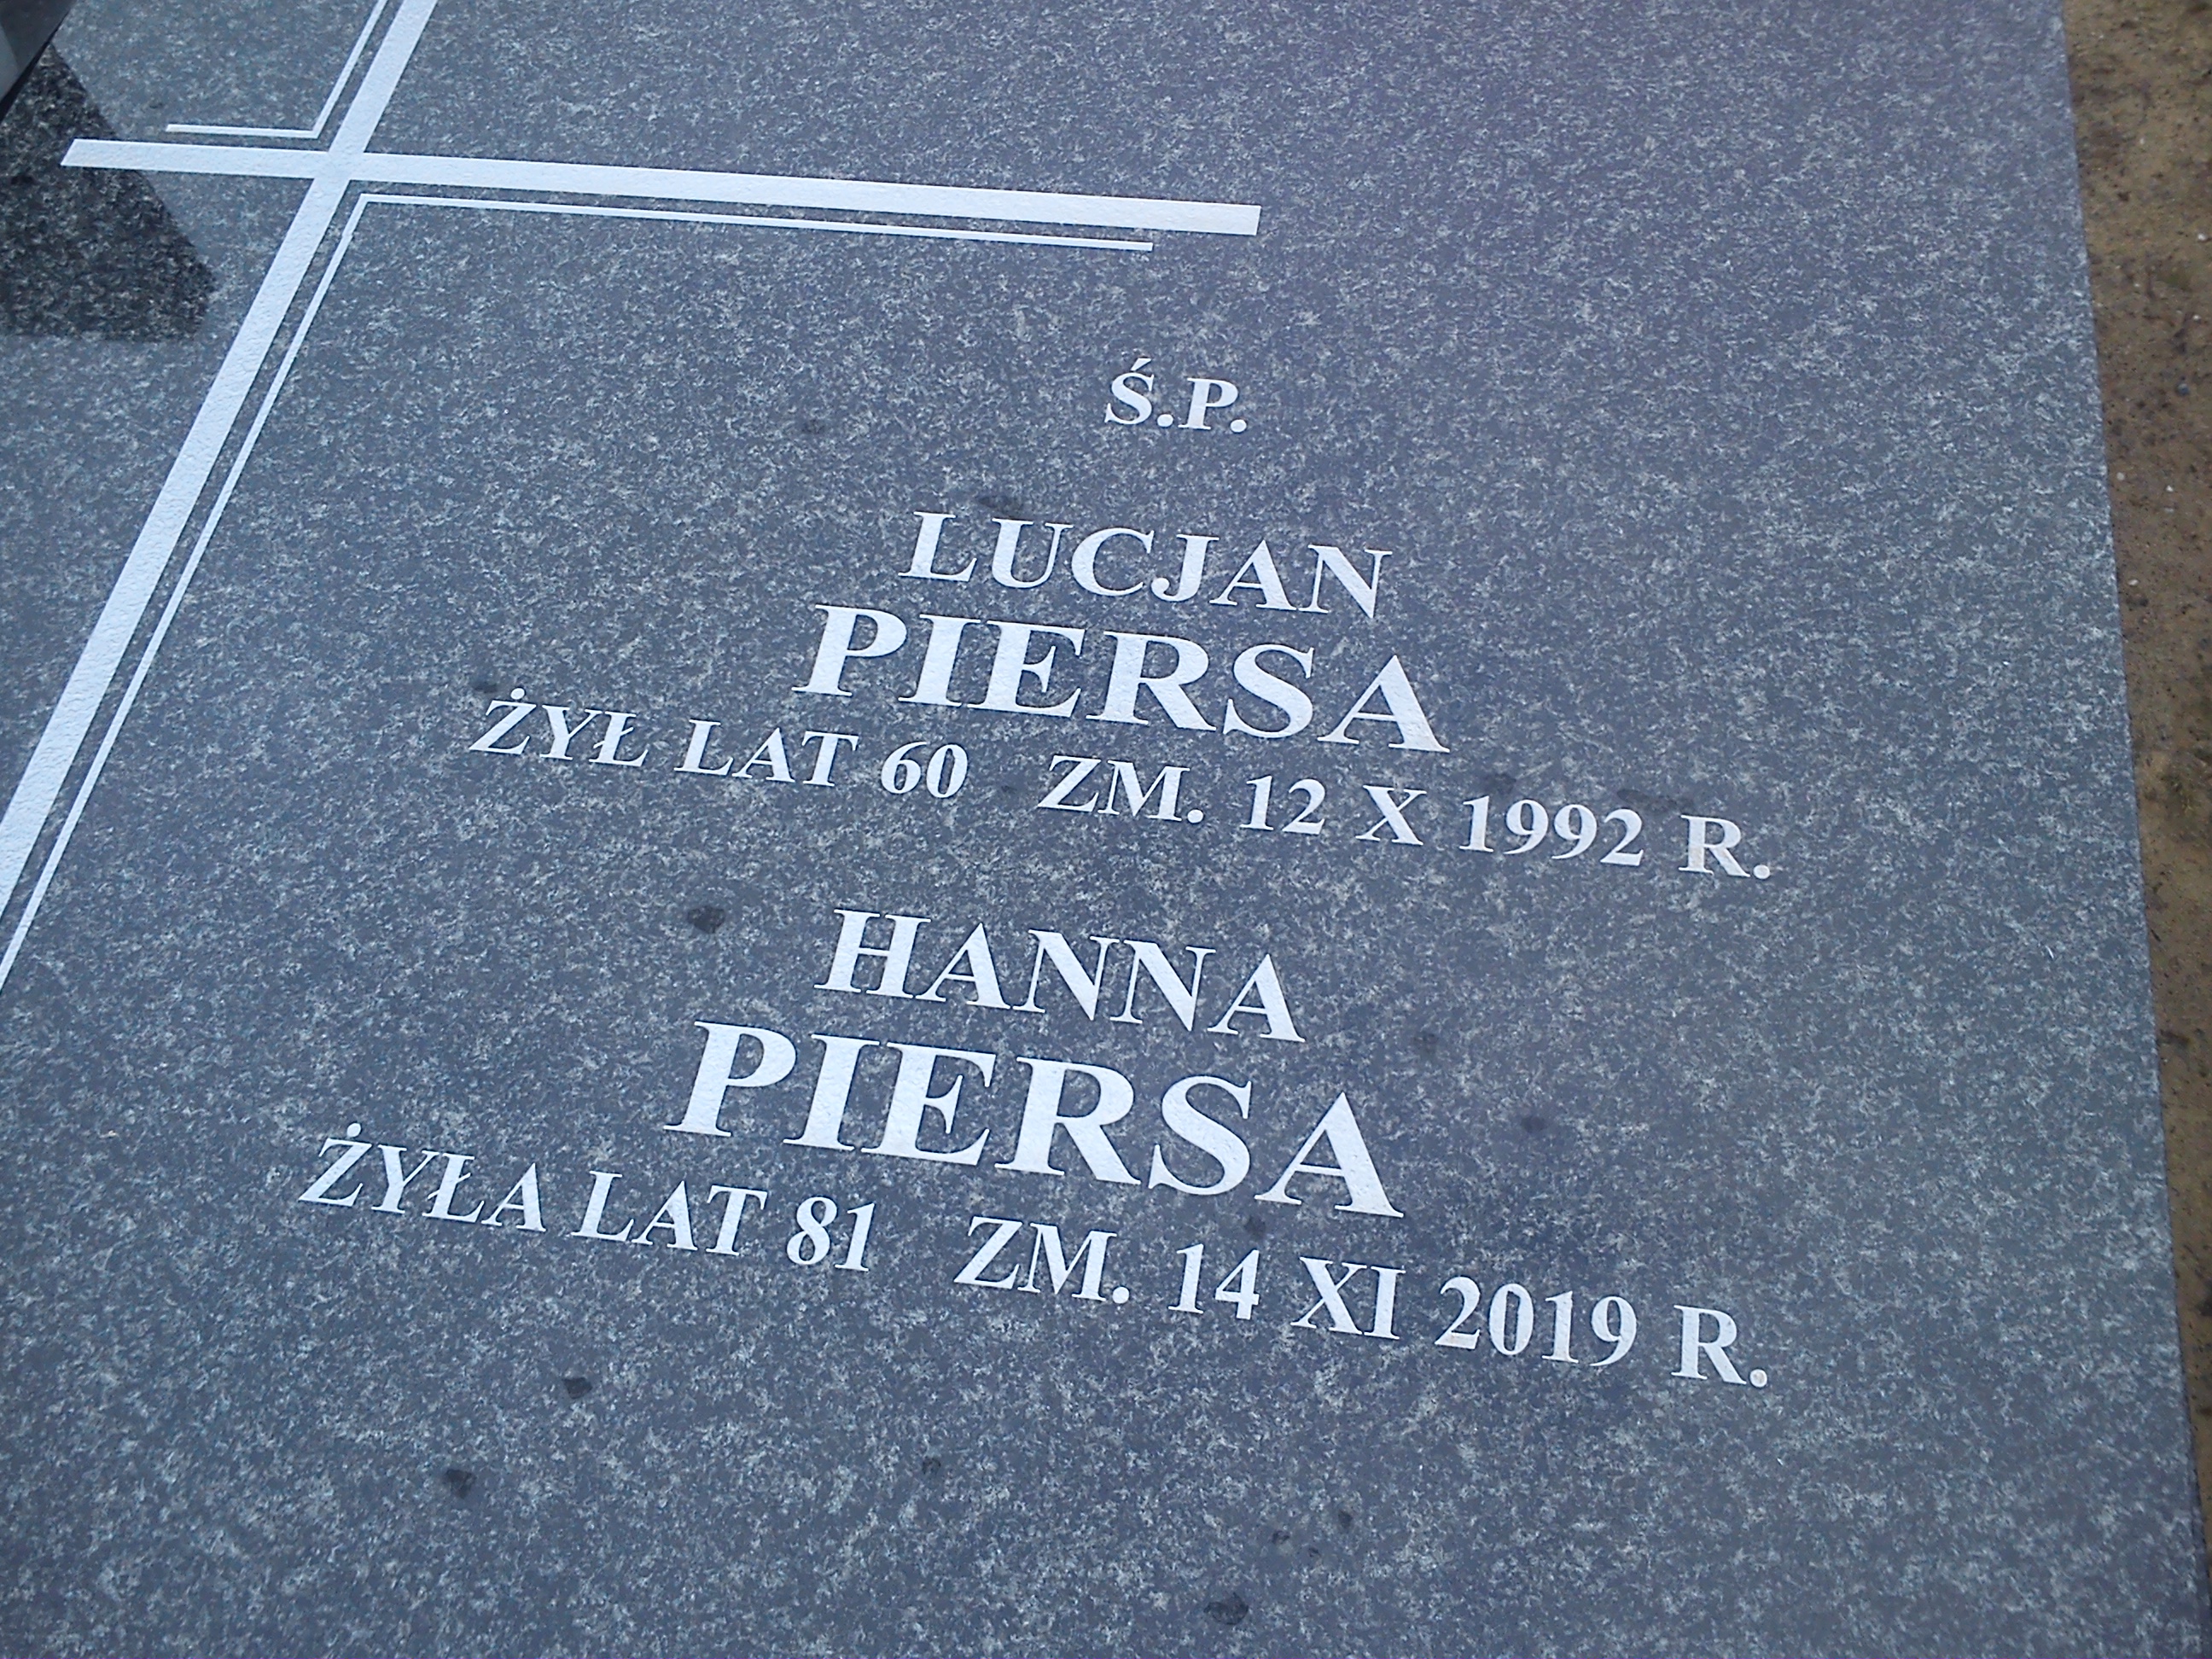 Ś.P.
LUCJAN
PIERSA
ŻYŁ LAT 60 ZM. 12 X 1992 R.
HANNA
PIERSA
ŻYŁA LAT 81 ZM. 14 XI 2019 R.